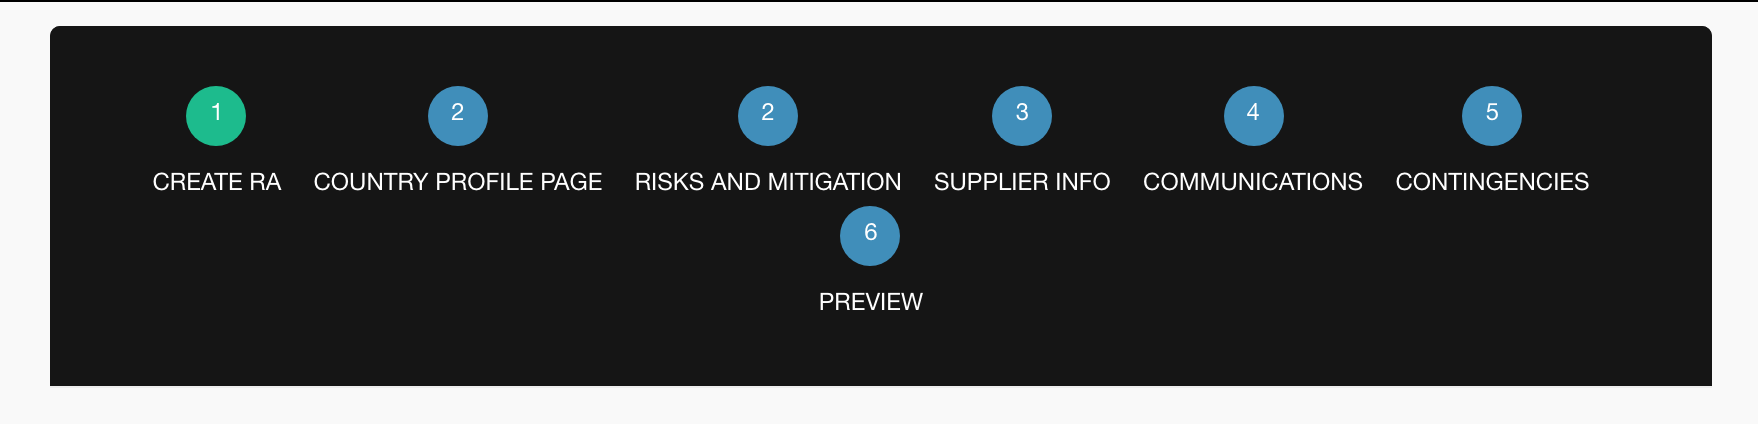 1 2 2 3 4 5
CREATE RA COUNTRY PROFILE PAGE RISKS AND MITIGATION SUPPLIER INFO COMMUNICATIONS CONTINGENCIES
6
PREVIEW